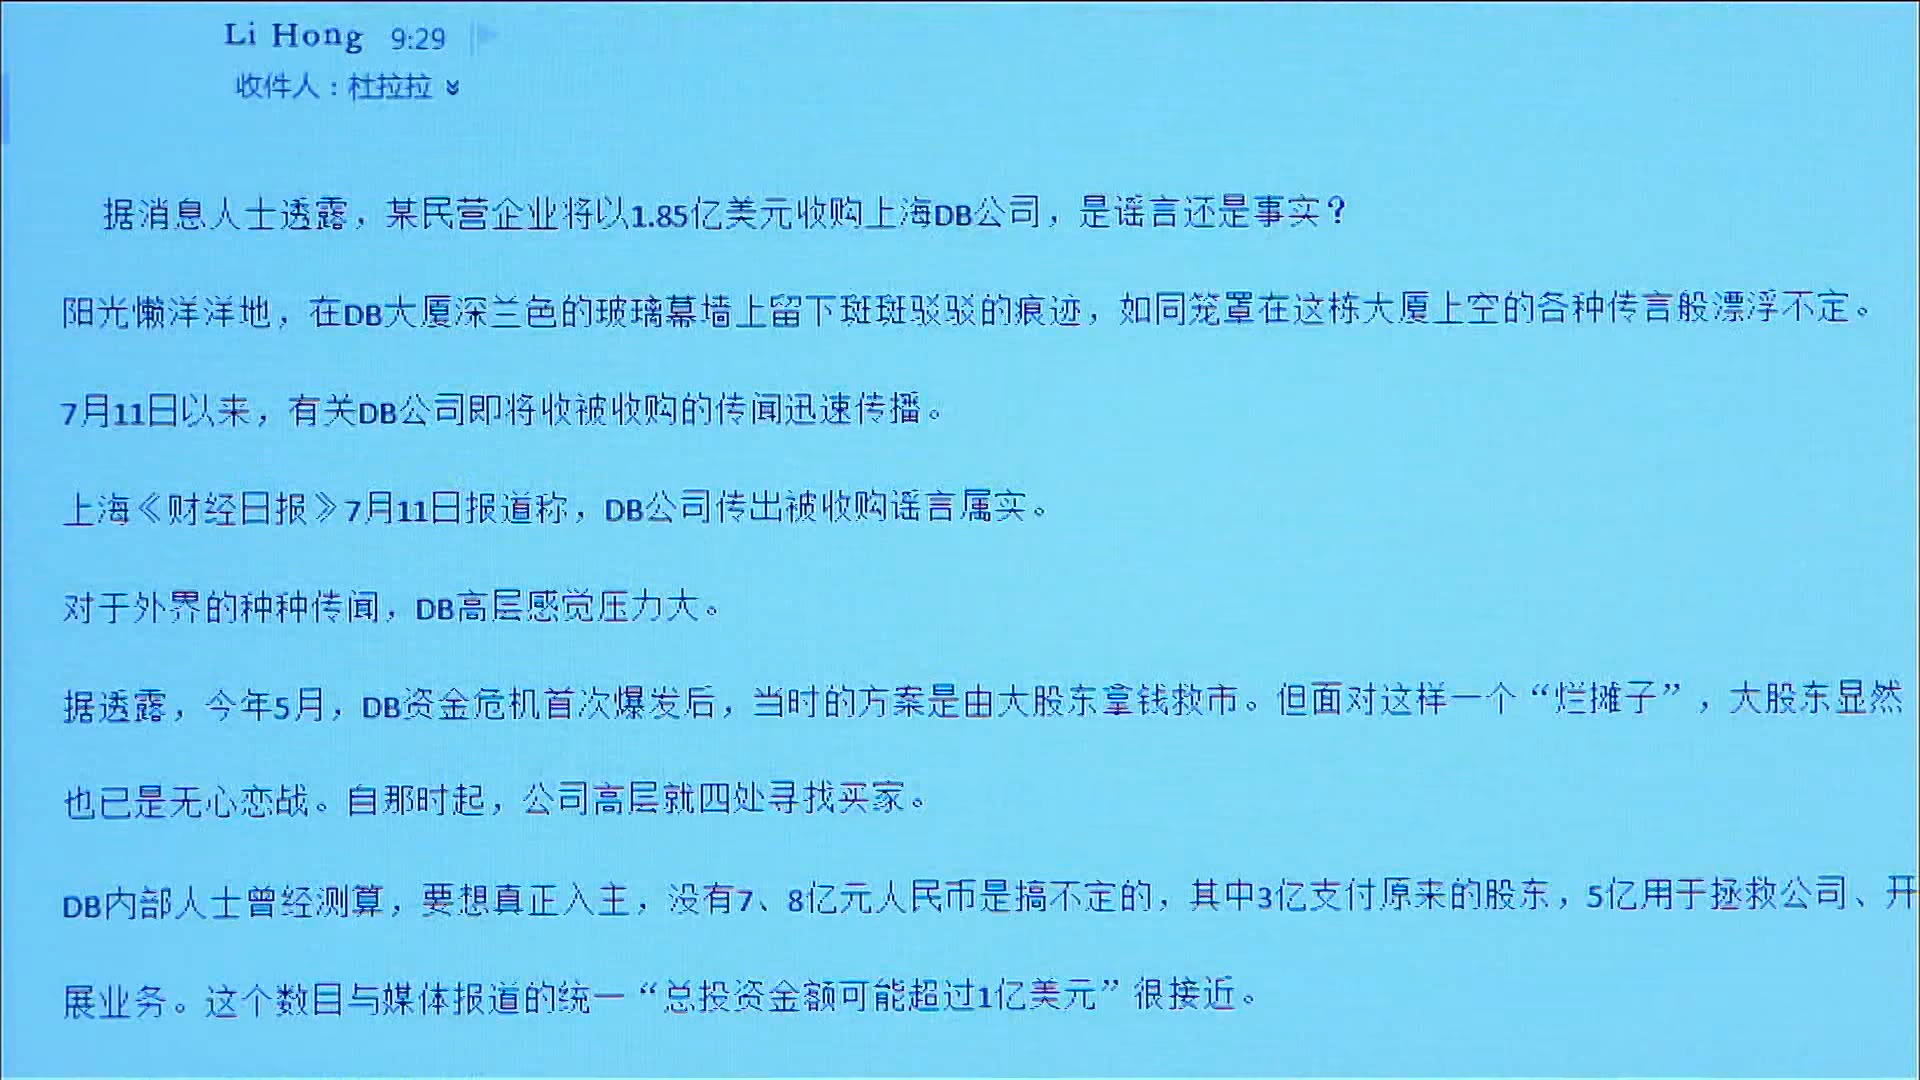 Li Hong 9:29
收件人：杜拉拉
据消息人士透露，某民营企业将以1.85亿美元收购上海DB公司，是谣言还是事实？
阳光懒洋洋地，在DB大厦深兰色的玻璃幕墙上留下斑斑驳驳的痕迹，如同笼罩在这栋大厦上空的各种传言般漂浮不定。
7月11日以来，有关DB公司即将收被收购的传闻迅速传播。
上海《财经日报》7月11日报道称，DB公司传出被收购谣言属实。
对于外界的种种传闻，DB高层感觉压力大。
据透露，今年5月，DB资金危机首次爆发后，当时的方案是由大股东拿钱救市。但面对这样一个“烂摊子”，大股东显然
也已是无心恋战。自那时起，公司高层就四处寻找买家。
DB内部人士曾经测算，要想真正入主，没有7、8亿元人民币是搞不定的，其中3亿支付原来的股东，5亿用于拯救公司、开
展业务。这个数目与媒体报道的统一“总投资金额可能超过1亿美元”很接近。